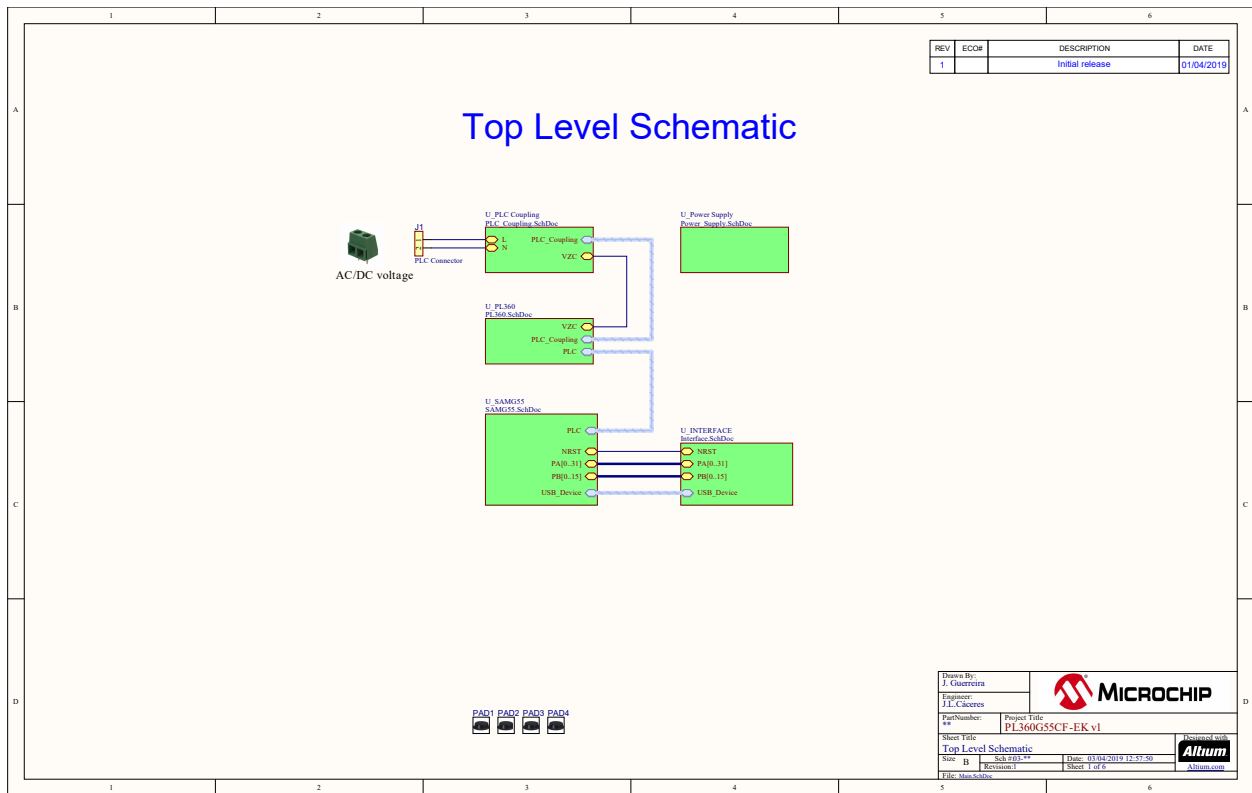 1 2 3 4 5 6
REV ECO# DESCRIPTION DATE
1 Initial release 01/04/2019
A A
Top Level Schematic
U_PLC Coupling
PLC_Coupling.SchDoc
U_Power Supply
Power_Supply.SchDoc
J1
1
2
L
N
PLC_Coupling
VZC
PLC Connector
AC/DC voltage
B B
U_PL360
PL360.SchDoc
VZC
PLC_Coupling
PLC
U_SAMG55
SAMG55.SchDoc
PLC
NRST
PA[0..31]
PB[0..15]
USB_Device
U_INTERFACE
Interface.SchDoc
NRST
PA[0..31]
PB[0..15]
USB_Device
C C
D D
PAD1 PAD2 PAD3 PAD4
Drawn By:
J. Guerreira
Engineer:
J.L.Cáceres
MICROCHIP
PartNumber:
**
Project Title
PL360G55CF-EK v1
Sheet Title
Top Level Schematic
Designed with
Altium
Altium.com
Size B Sch #:03-** Date: 03/04/2019 12:57:50
Revision:1 Sheet 1 of 6
File: Main.SchDoc
1 2 3 4 5 6